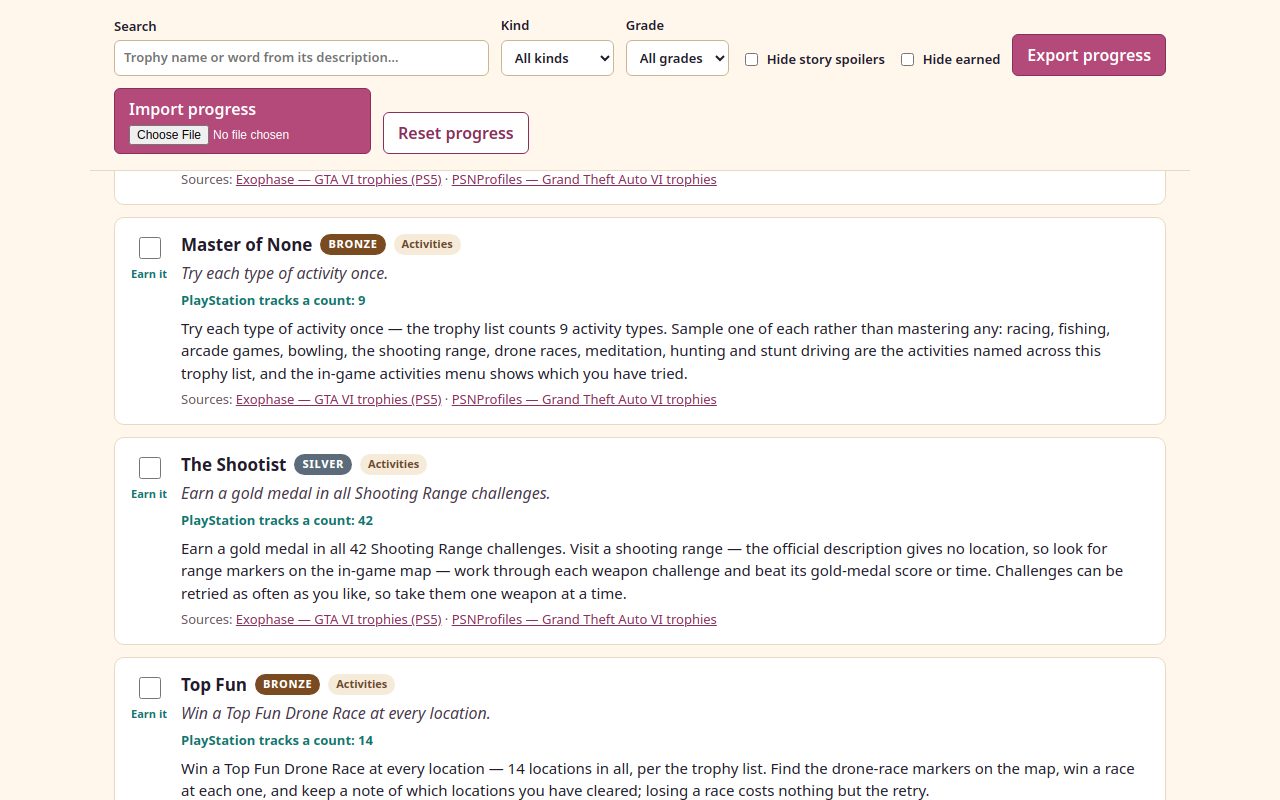 Search
Kind
Grade
Trophy name or word from its description...
All kinds
All grades
Hide story spoilers
Hide earned
Export progress
Import progress
Choose File No file chosen
Reset progress
Sources: Exophase — GTA VI trophies (PS5) · PSNProfiles — Grand Theft Auto VI trophies
Master of None BRONZE Activities
Earn it
Try each type of activity once.
PlayStation tracks a count: 9
Try each type of activity once — the trophy list counts 9 activity types. Sample one of each rather than mastering any: racing, fishing,
arcade games, bowling, the shooting range, drone races, meditation, hunting and stunt driving are the activities named across this
trophy list, and the in-game activities menu shows which you have tried.
Sources: Exophase — GTA VI trophies (PS5) · PSNProfiles — Grand Theft Auto VI trophies
The Shootist SILVER Activities
Earn it
Earn a gold medal in all Shooting Range challenges.
PlayStation tracks a count: 42
Earn a gold medal in all 42 Shooting Range challenges. Visit a shooting range — the official description gives no location, so look for
range markers on the in-game map — work through each weapon challenge and beat its gold-medal score or time. Challenges can be
retried as often as you like, so take them one weapon at a time.
Sources: Exophase — GTA VI trophies (PS5) · PSNProfiles — Grand Theft Auto VI trophies
Top Fun BRONZE Activities
Earn it
Win a Top Fun Drone Race at every location.
PlayStation tracks a count: 14
Win a Top Fun Drone Race at every location — 14 locations in all, per the trophy list. Find the drone-race markers on the map, win a race
at each one, and keep a note of which locations you have cleared; losing a race costs nothing but the retry.